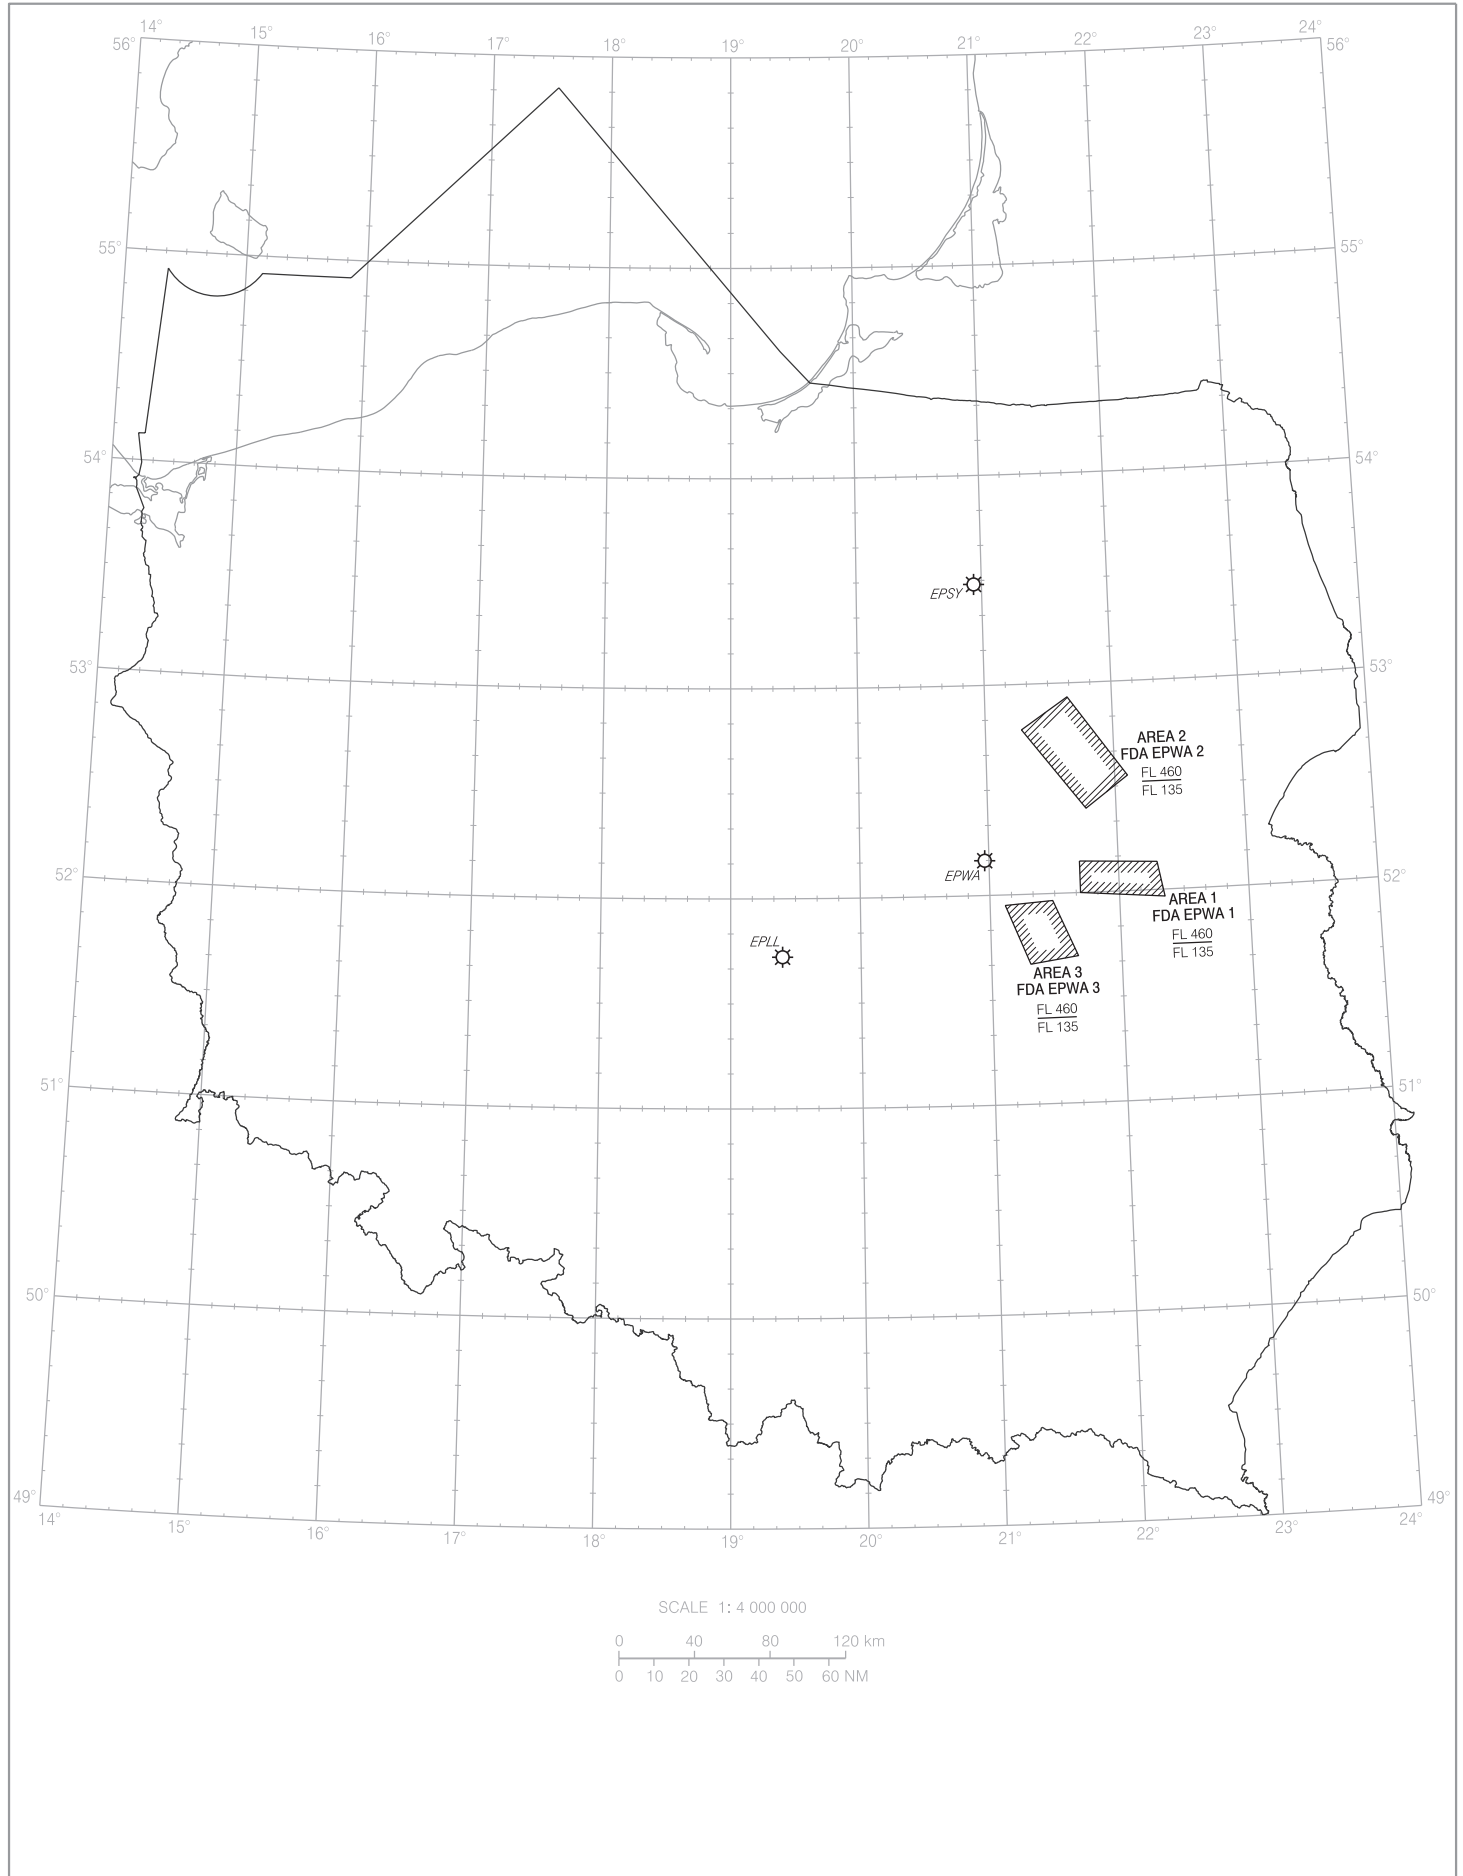 14° 15° 16° 17° 18° 19° 20° 21° 22° 23° 24°
56° 56°
55° 55°
54° 54°
EPSY
53° 53°
AREA 2
FDA EPWA 2
FL 460
FL 135
EPWA
52° 52°
AREA 1
FDA EPWA 1
FL 460
FL 135
EPLL
AREA 3
FDA EPWA 3
FL 460
FL 135
51° 51°
50° 50°
49° 49°
14° 15° 16° 17° 18° 19° 20° 21° 22° 23° 24°
SCALE 1: 4 000 000
0 40 80 120 km
0 10 20 30 40 50 60 NM